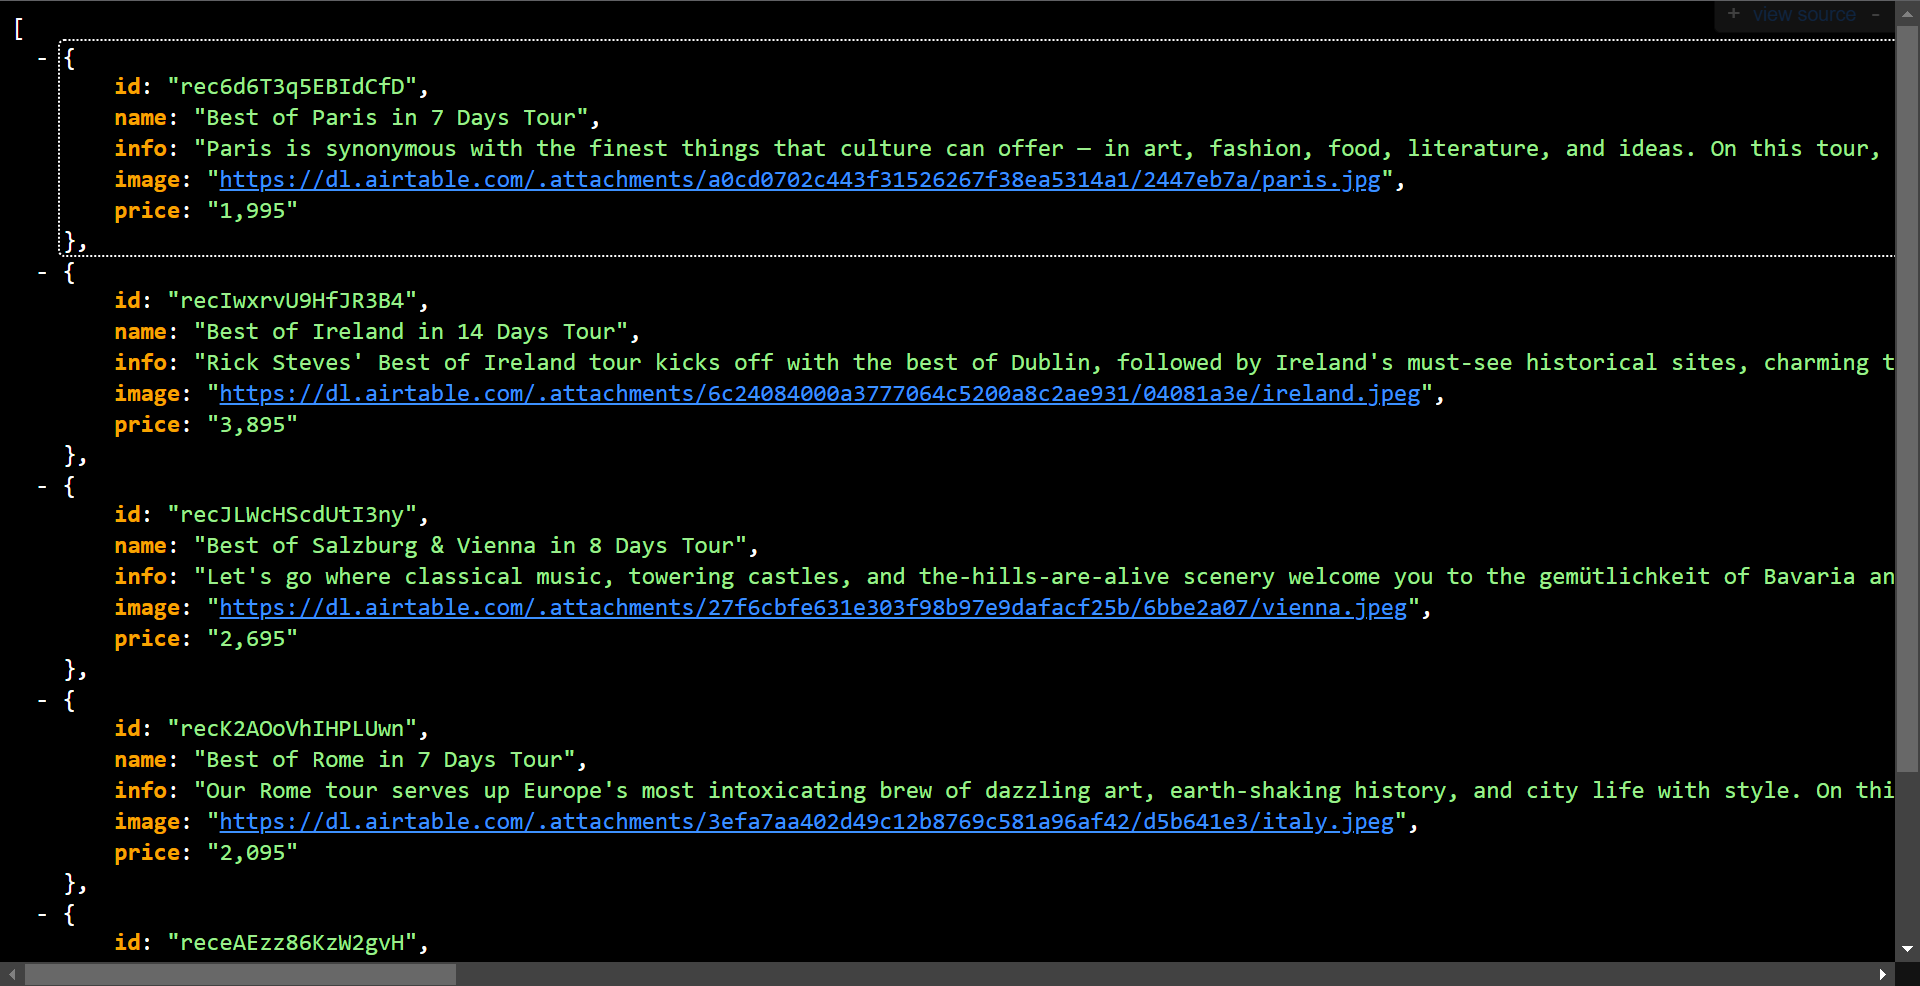 + view source -
[
- {
id: "rec6d6T3q5EBIdCfD",
name: "Best of Paris in 7 Days Tour",
info: "Paris is synonymous with the finest things that culture can offer — in art, fashion, food, literature, and ideas. On this tour,
image: "https://dl.airtable.com/.attachments/a0cd0702c443f31526267f38ea5314a1/2447eb7a/paris.jpg",
price: "1,995"
},
- {
id: "recIwxrvU9HfJR3B4",
name: "Best of Ireland in 14 Days Tour",
info: "Rick Steves' Best of Ireland tour kicks off with the best of Dublin, followed by Ireland's must-see historical sites, charming t
image: "https://dl.airtable.com/.attachments/6c24084000a3777064c5200a8c2ae931/04081a3e/ireland.jpeg",
price: "3,895"
},
- {
id: "recJLWcHScdUtI3ny",
name: "Best of Salzburg & Vienna in 8 Days Tour",
info: "Let's go where classical music, towering castles, and the-hills-are-alive scenery welcome you to the gemütlichkeit of Bavaria an
image: "https://dl.airtable.com/.attachments/27f6cbfe631e303f98b97e9dafacf25b/6bbe2a07/vienna.jpeg",
price: "2,695"
},
- {
id: "recK2AOoVhIHPLUwn",
name: "Best of Rome in 7 Days Tour",
info: "Our Rome tour serves up Europe's most intoxicating brew of dazzling art, earth-shaking history, and city life with style. On thi
image: "https://dl.airtable.com/.attachments/3efa7aa402d49c12b8769c581a96af42/d5b641e3/italy.jpeg",
price: "2,095"
},
- {
id: "receAEzz86KzW2gvH",